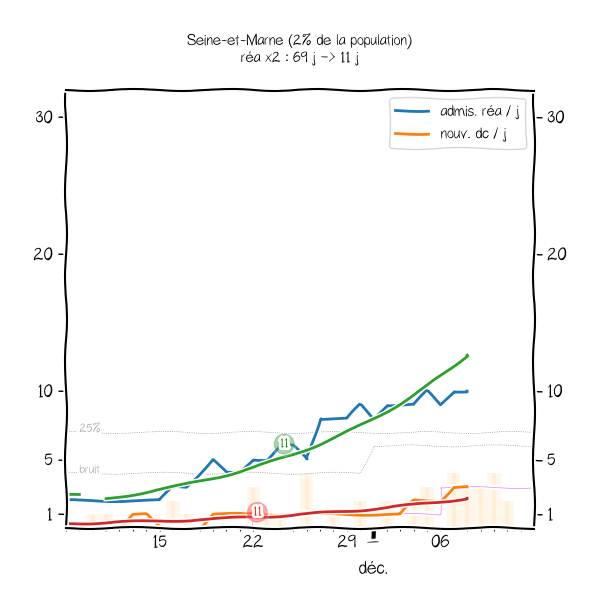 Seine-et-Marne (2% de la population)
réa x2 : 69 j -> 11 j
admis. réa / j
nouv. dc / j
30
30
20
20
10
10
25%
11
5
5
bruit
11
1
1
15
22
29
06
déc.